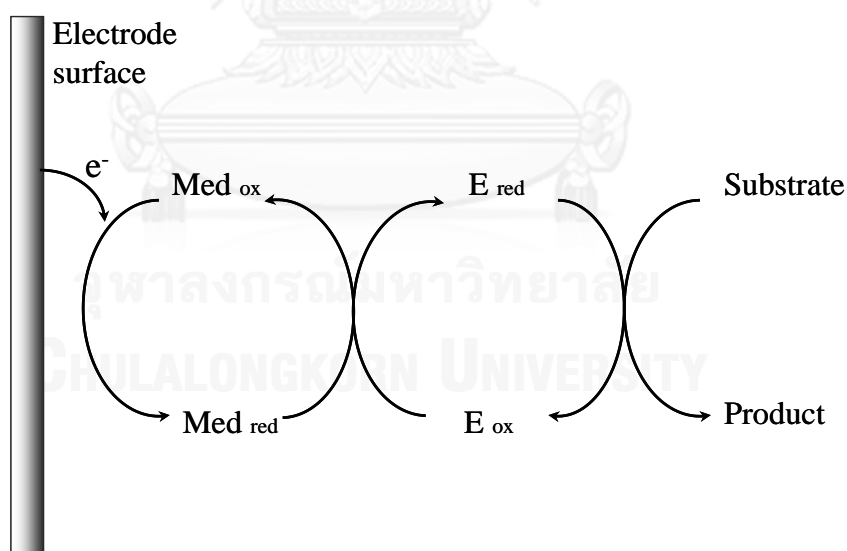 Electrode
surface
e-
Med ox
E red
Substrate
จุฬาลงกรณ์มหาวิทยาลัย
CHULALONGKORN UNIVERSITY
Med red
E ox
Product